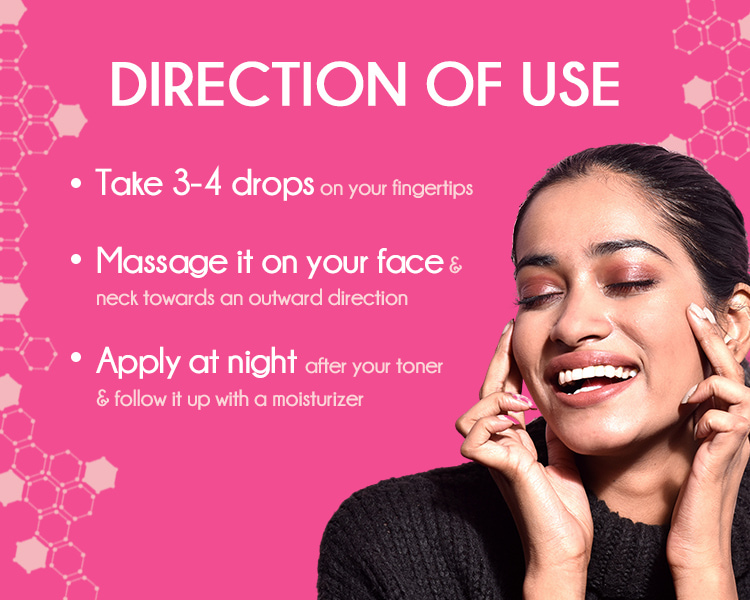 DIRECTION OF USE
• Take 3-4 drops on your fingertips
• Massage it on your face &
neck towards an outward direction
• Apply at night after your toner
& follow it up with a moisturizer